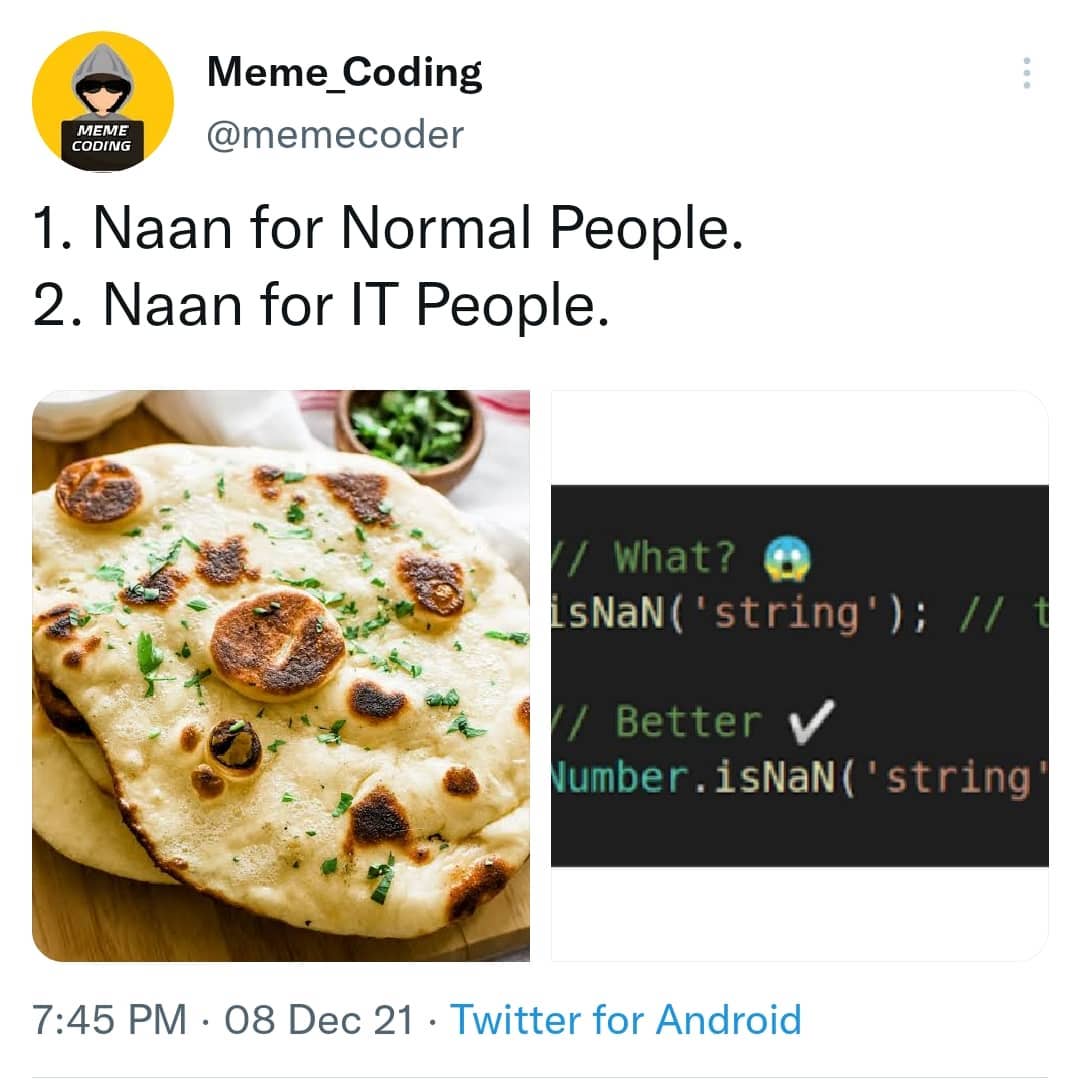 MEME
CODING
Meme_Coding
@memecoder
1. Naan for Normal People.
2. Naan for IT People.
// What? 😱
isNaN('string'); // t
// Better ✔
Number.isNaN('string'
7:45 PM · 08 Dec 21 · Twitter for Android